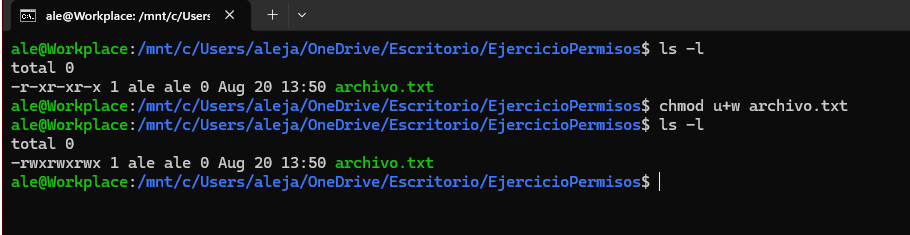 ale@Workplace: /mnt/c/Users
ale@Workplace:/mnt/c/Users/aleja/OneDrive/Escritorio/EjercicioPermisos$ ls -l
total 0
-r-xr-xr-x 1 ale ale 0 Aug 20 13:50 archivo.txt
ale@Workplace:/mnt/c/Users/aleja/OneDrive/Escritorio/EjercicioPermisos$ chmod u+w archivo.txt
ale@Workplace:/mnt/c/Users/aleja/OneDrive/Escritorio/EjercicioPermisos$ ls -l
total 0
-rwxrwxrwx 1 ale ale 0 Aug 20 13:50 archivo.txt
ale@Workplace:/mnt/c/Users/aleja/OneDrive/Escritorio/EjercicioPermisos$